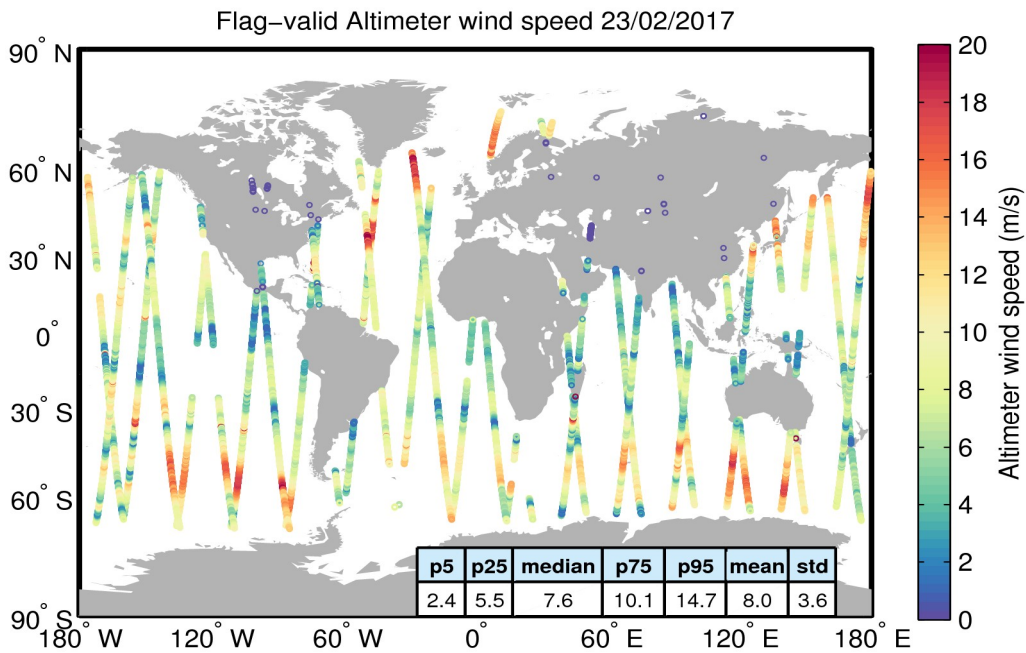 Flag−valid Altimeter wind speed 23/02/2017
90° N
60° N
30° N
0°
30° S
60° S
90° S
180° W
120° W
60° W
0°
60° E
120° E
180° E
p5 p25 median p75 p95 mean std
2.4 5.5 7.6 10.1 14.7 8.0 3.6
20
18
16
14
12
10
8
6
4
2
0
Altimeter wind speed (m/s)